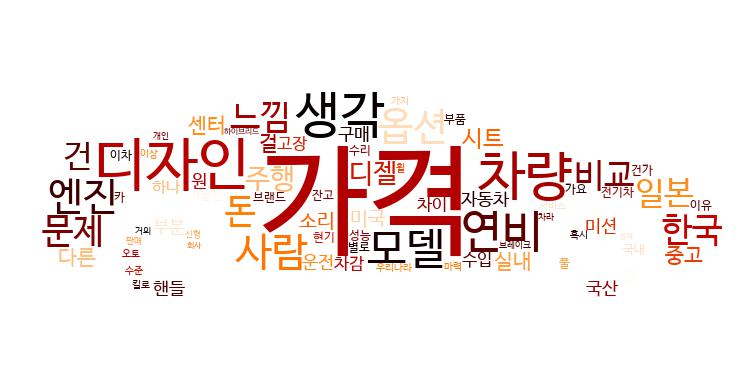 가자
생각
옵션
부품
센터
느낌
구매
시트
개인
하이브리드
걸
고장
수리
건
이차
이상
디자인
가격
디젤
휠
차량
비교
건가
엔진
카
하나
원
주행
브랜드
잔고
차이
자동차
가요
전기차
일본
이유
문제
거의
부분
신형
돈
소리
미국
연비
차라
미션
한국
판매
회사
현기
성능
혹시
다른
오토
사람
별로
모델
브레이크
국내
중고
수준
운전
차감
우리나라
마력
수입
실내
풀
킬로
핸들
국산